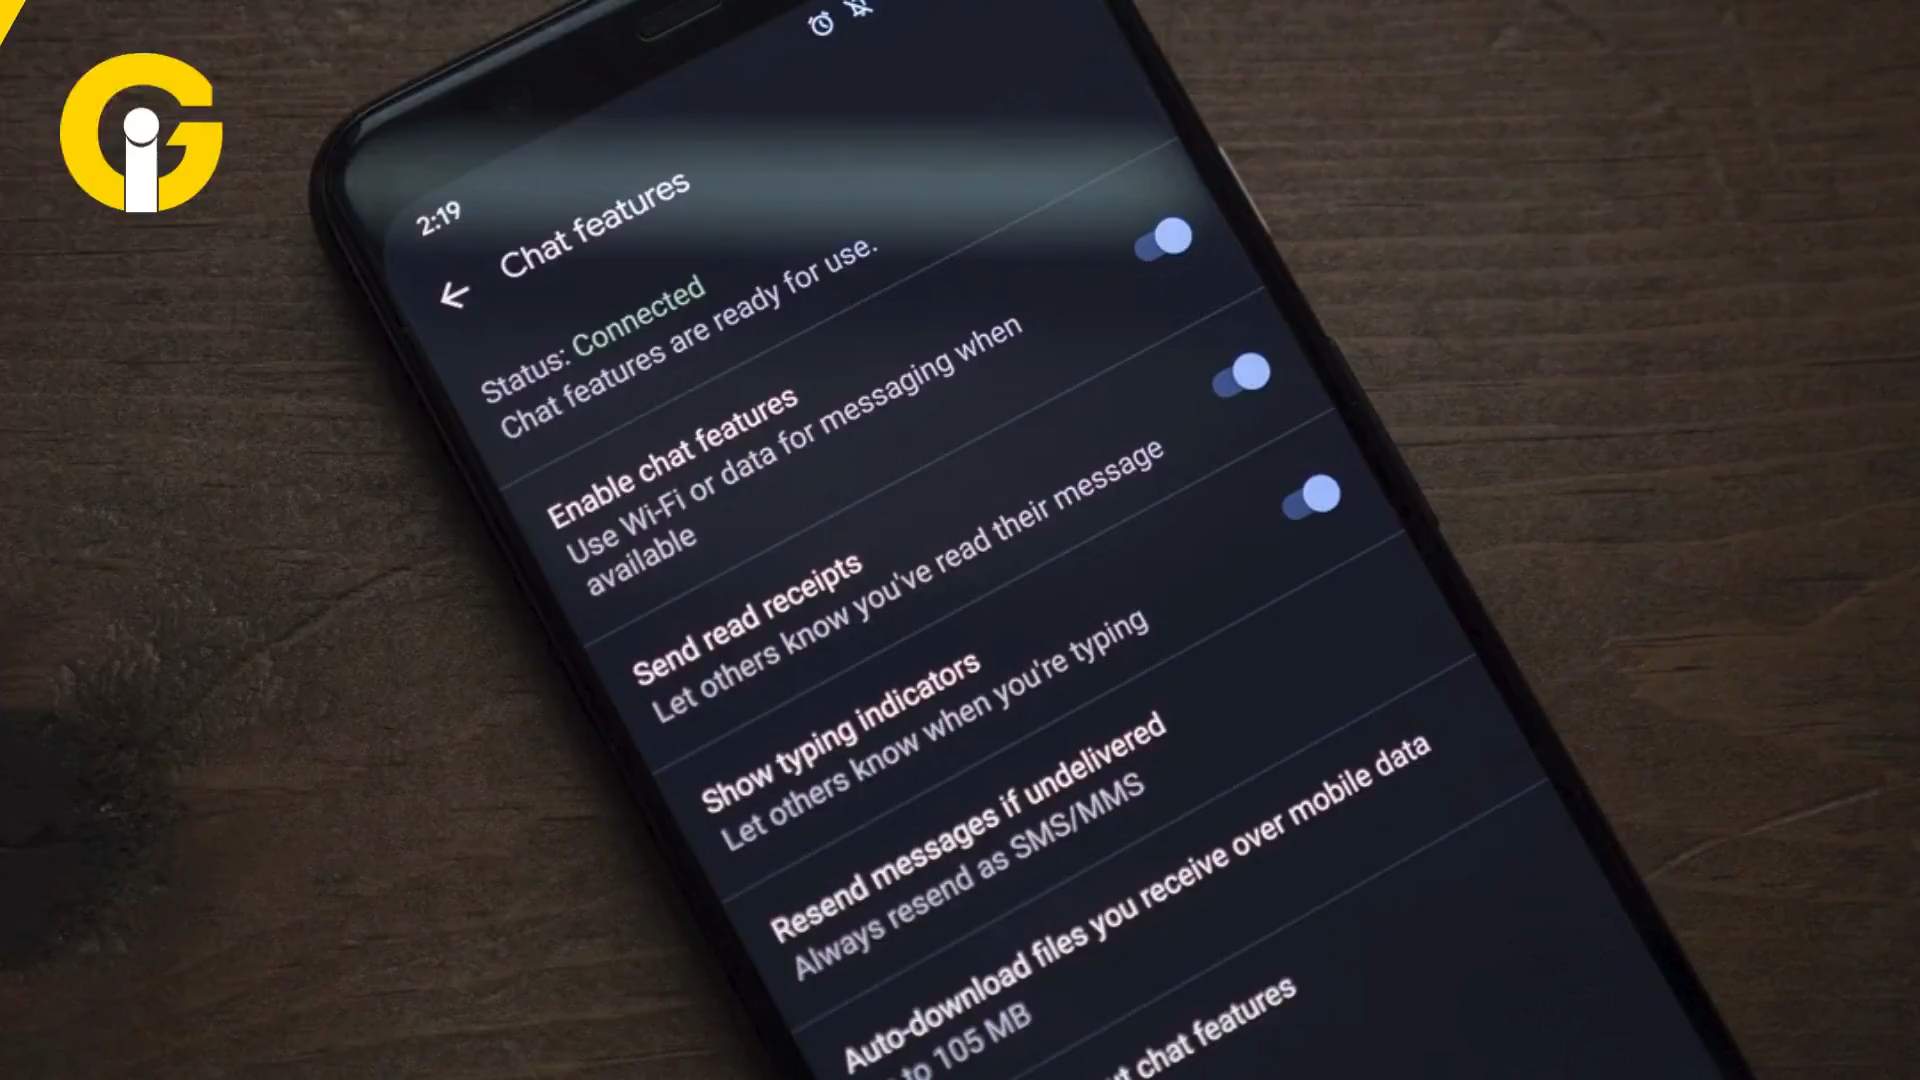 Gi
2:19
Chat features
Status: Connected
Chat features are ready for use.
Enable chat features
Use Wi-Fi or data for messaging when
available
Send read receipts
Let others know you've read their message
Show typing indicators
Let others know when you're typing
Resend messages if undelivered
Always resend as SMS/MMS
Auto-download files you receive over mobile data
to 105 MB
chat features